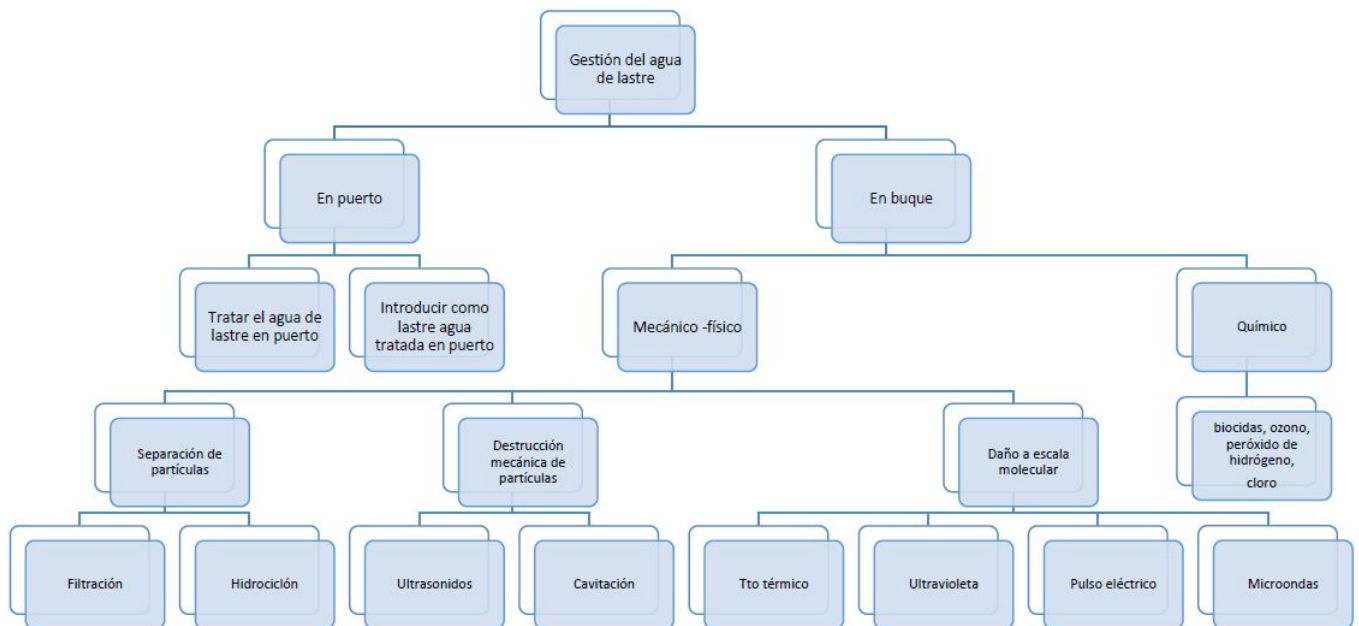 Gestión del agua
de lastre
En puerto
En buque
Tratar el agua de
lastre en puerto
Introducir como
lastre agua
tratada en puerto
Mecánico -físico
Químico
Separación de
partículas
Destrucción
mecánica de
partículas
Daño a escala
molecular
biocidas, ozono,
peróxido de
hidrógeno,
cloro
Filtración
Hidrociclón
Ultrasonidos
Cavitación
Tto térmico
Ultravioleta
Pulso eléctrico
Microondas